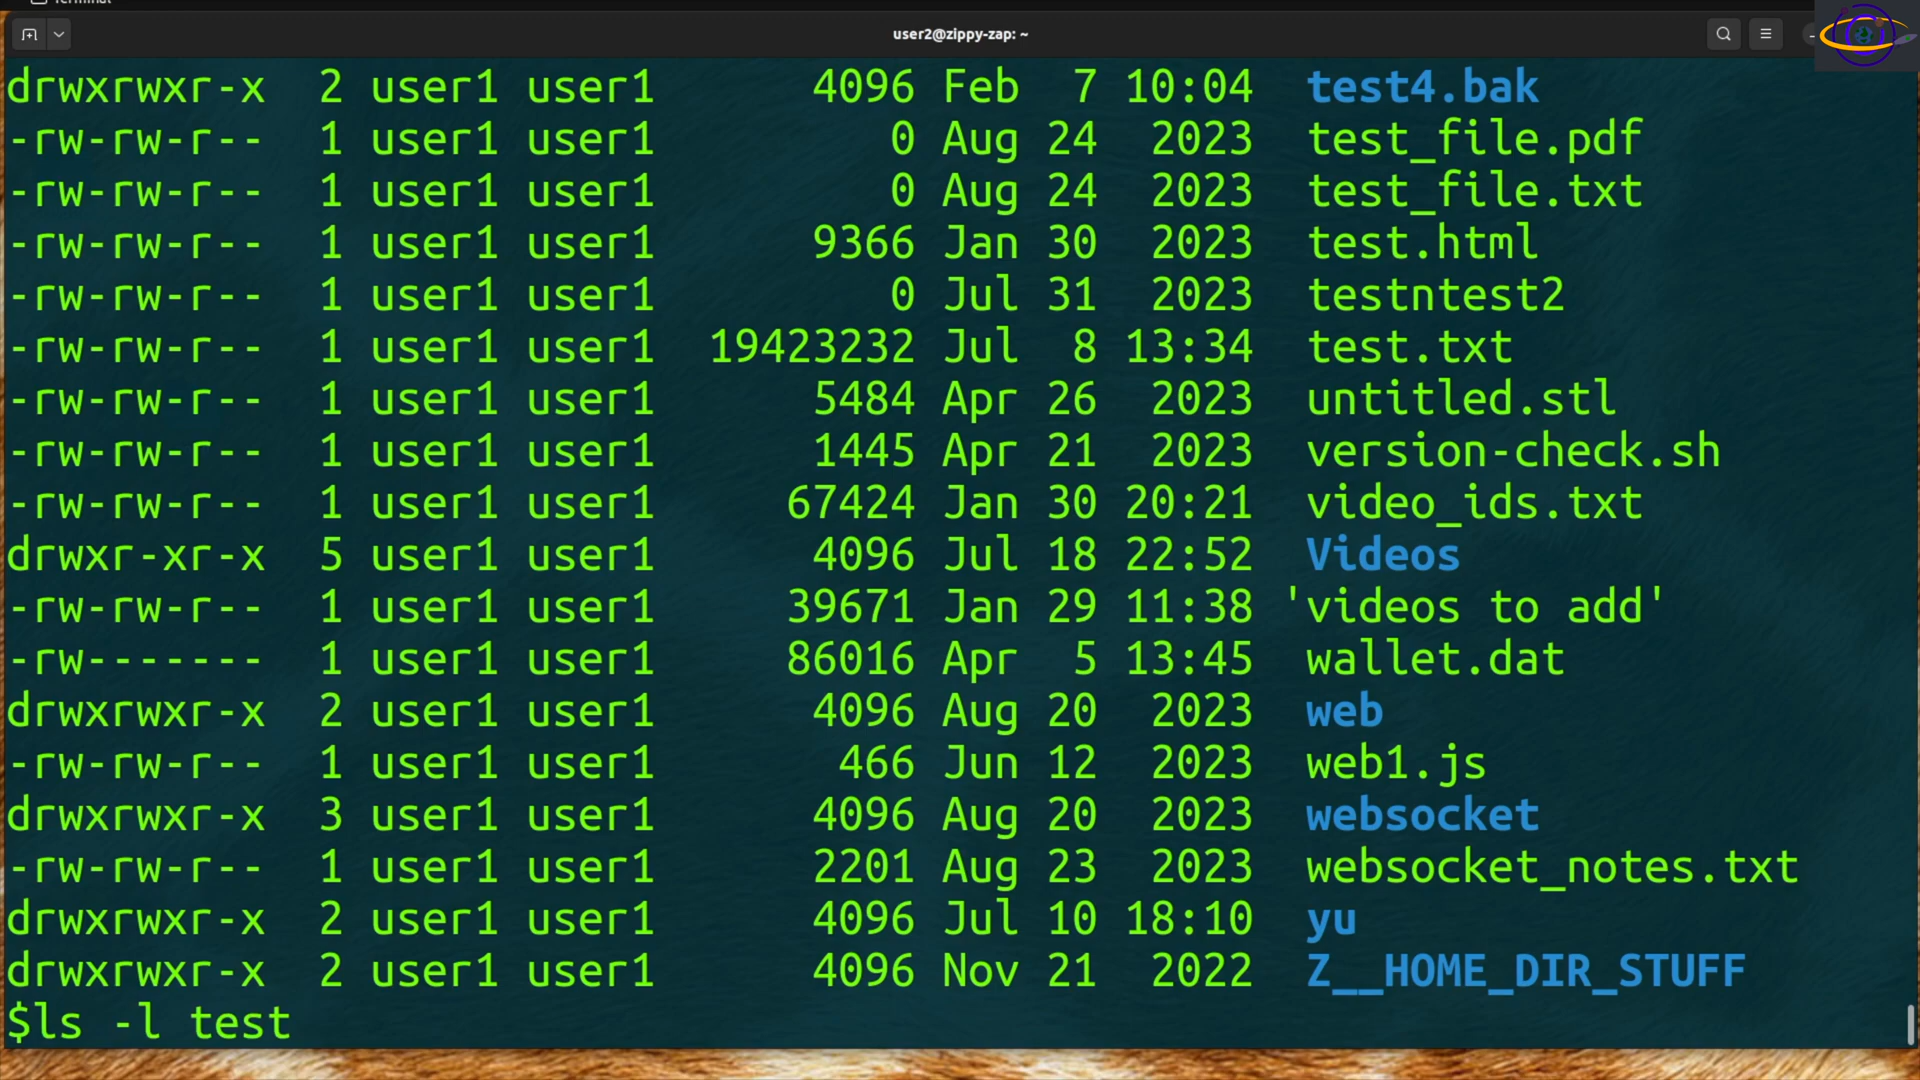 user2@zippy-zap: ~
drwxrwxr-x 2 user1 user1 4096 Feb 7 10:04 test4.bak
-rw-rw-r-- 1 user1 user1 0 Aug 24 2023 test_file.pdf
-rw-rw-r-- 1 user1 user1 0 Aug 24 2023 test_file.txt
-rw-rw-r-- 1 user1 user1 9366 Jan 30 2023 test.html
-rw-rw-r-- 1 user1 user1 0 Jul 31 2023 testntest2
-rw-rw-r-- 1 user1 user1 19423232 Jul 8 13:34 test.txt
-rw-rw-r-- 1 user1 user1 5484 Apr 26 2023 untitled.stl
-rw-rw-r-- 1 user1 user1 1445 Apr 21 2023 version-check.sh
-rw-rw-r-- 1 user1 user1 67424 Jan 30 20:21 video_ids.txt
drwxr-xr-x 5 user1 user1 4096 Jul 18 22:52 Videos
-rw-rw-r-- 1 user1 user1 39671 Jan 29 11:38 'videos to add'
-rw------- 1 user1 user1 86016 Apr 5 13:45 wallet.dat
drwxrwxr-x 2 user1 user1 4096 Aug 20 2023 web
-rw-rw-r-- 1 user1 user1 466 Jun 12 2023 web1.js
drwxrwxr-x 3 user1 user1 4096 Aug 20 2023 websocket
-rw-rw-r-- 1 user1 user1 2201 Aug 23 2023 websocket_notes.txt
drwxrwxr-x 2 user1 user1 4096 Jul 10 18:10 yu
drwxrwxr-x 2 user1 user1 4096 Nov 21 2022 Z__HOME_DIR_STUFF
$ls -l test